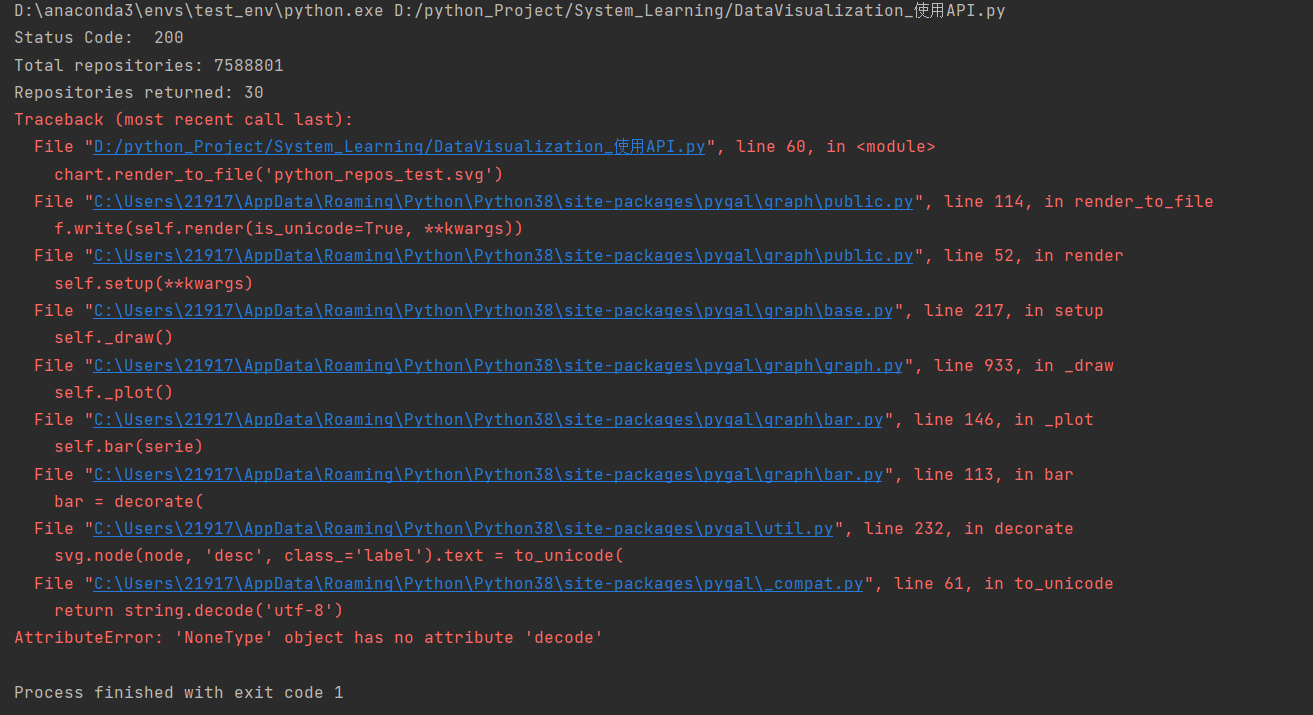 D:\anaconda3\envs\test_env\python.exe D:/python_Project/System_Learning/DataVisualization_使用API.py
Status Code:  200
Total repositories: 7588801
Repositories returned: 30
Traceback (most recent call last):
  File "D:/python_Project/System_Learning/DataVisualization_使用API.py", line 60, in <module>
    chart.render_to_file('python_repos_test.svg')
  File "C:\Users\21917\AppData\Roaming\Python\Python38\site-packages\pygal\graph\public.py", line 114, in render_to_file
    f.write(self.render(is_unicode=True, **kwargs))
  File "C:\Users\21917\AppData\Roaming\Python\Python38\site-packages\pygal\graph\public.py", line 52, in render
    self.setup(**kwargs)
  File "C:\Users\21917\AppData\Roaming\Python\Python38\site-packages\pygal\graph\base.py", line 217, in setup
    self._draw()
  File "C:\Users\21917\AppData\Roaming\Python\Python38\site-packages\pygal\graph\graph.py", line 933, in _draw
    self._plot()
  File "C:\Users\21917\AppData\Roaming\Python\Python38\site-packages\pygal\graph\bar.py", line 146, in _plot
    self.bar(serie)
  File "C:\Users\21917\AppData\Roaming\Python\Python38\site-packages\pygal\graph\bar.py", line 113, in bar
    bar = decorate(
  File "C:\Users\21917\AppData\Roaming\Python\Python38\site-packages\pygal\util.py", line 232, in decorate
    svg.node(node, 'desc', class_='label').text = to_unicode(
  File "C:\Users\21917\AppData\Roaming\Python\Python38\site-packages\pygal\_compat.py", line 61, in to_unicode
    return string.decode('utf-8')
AttributeError: 'NoneType' object has no attribute 'decode'
Process finished with exit code 1